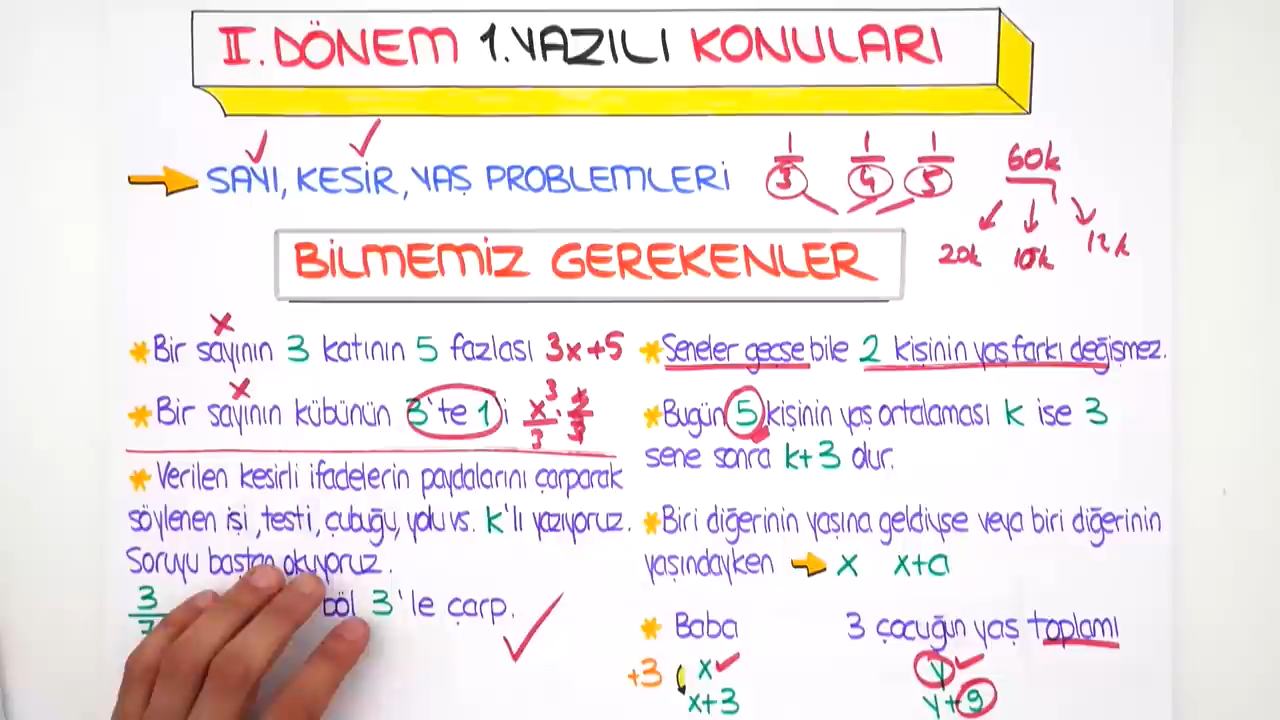 II. DÖNEM 1. YAZILI KONULARI
SAYI, KESİR, YAŞ PROBLEMLERİ
1/3 1/4 1/5
60k
20k 15k 12k
BİLMEMİZ GEREKENLER
x
Bir sayının 3 katının 5 fazlası 3x+5
x
Bir sayının kübünün 3'te 1 i x³/3
Verilen kesirli ifadelerin paydalarını çarparak
söylenen işi, testi, çubuğu, yolu vs. k'lı yazıyoruz.
Soruyu baştan okuyoruz.
3/7 böl 3'le çarp.
Seneler geçse bile 2 kişinin yaş farkı değişmez.
Bugün 5 kişinin yaş ortalaması k ise 3
sene sonra k+3 olur.
Biri diğerinin yaşına geldiyse veya biri diğerinin
yaşındayken x x+a
Baba 3 çocuğun yaş toplamı
+3 x y
x+3 y+9